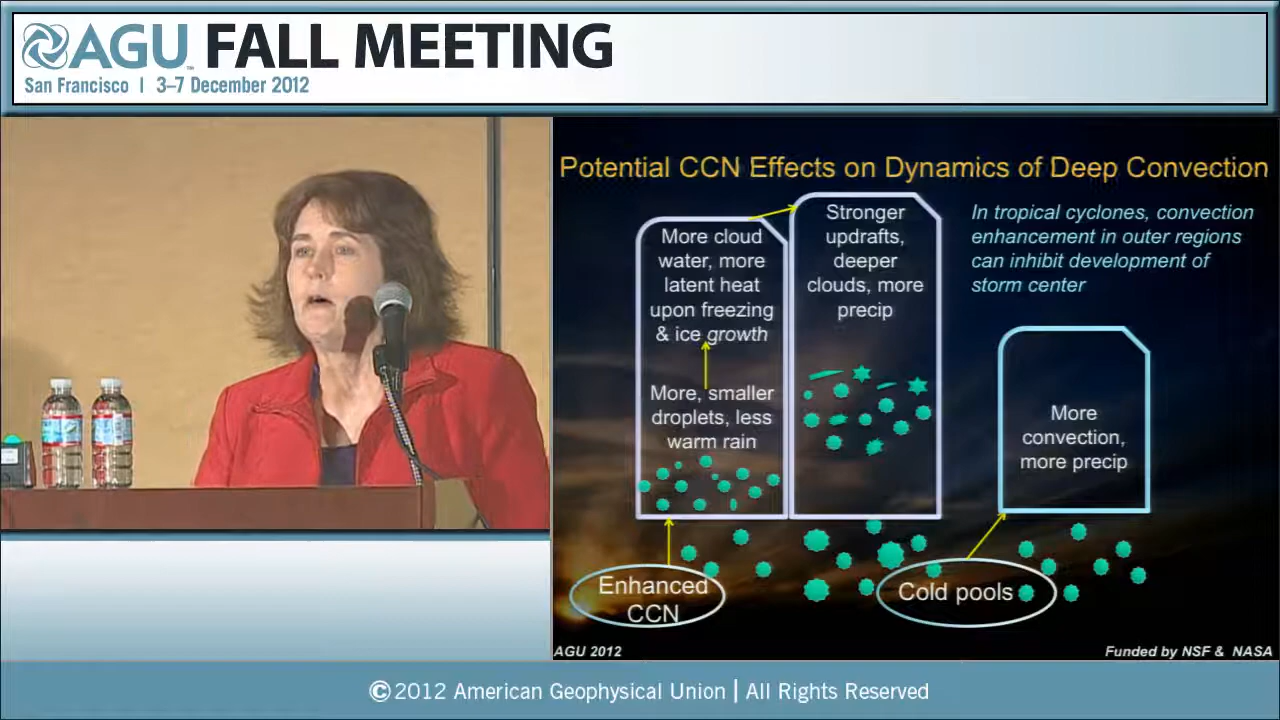 AGU FALL MEETING
San Francisco | 3–7 December 2012
Potential CCN Effects on Dynamics of Deep Convection
More cloud
water, more
latent heat
upon freezing
& ice growth
More, smaller
droplets, less
warm rain
Stronger
updrafts,
deeper
clouds, more
precip
In tropical cyclones, convection
enhancement in outer regions
can inhibit development of
storm center
More
convection,
more precip
Enhanced
CCN
Cold pools
AGU 2012
Funded by NSF & NASA
©2012 American Geophysical Union | All Rights Reserved